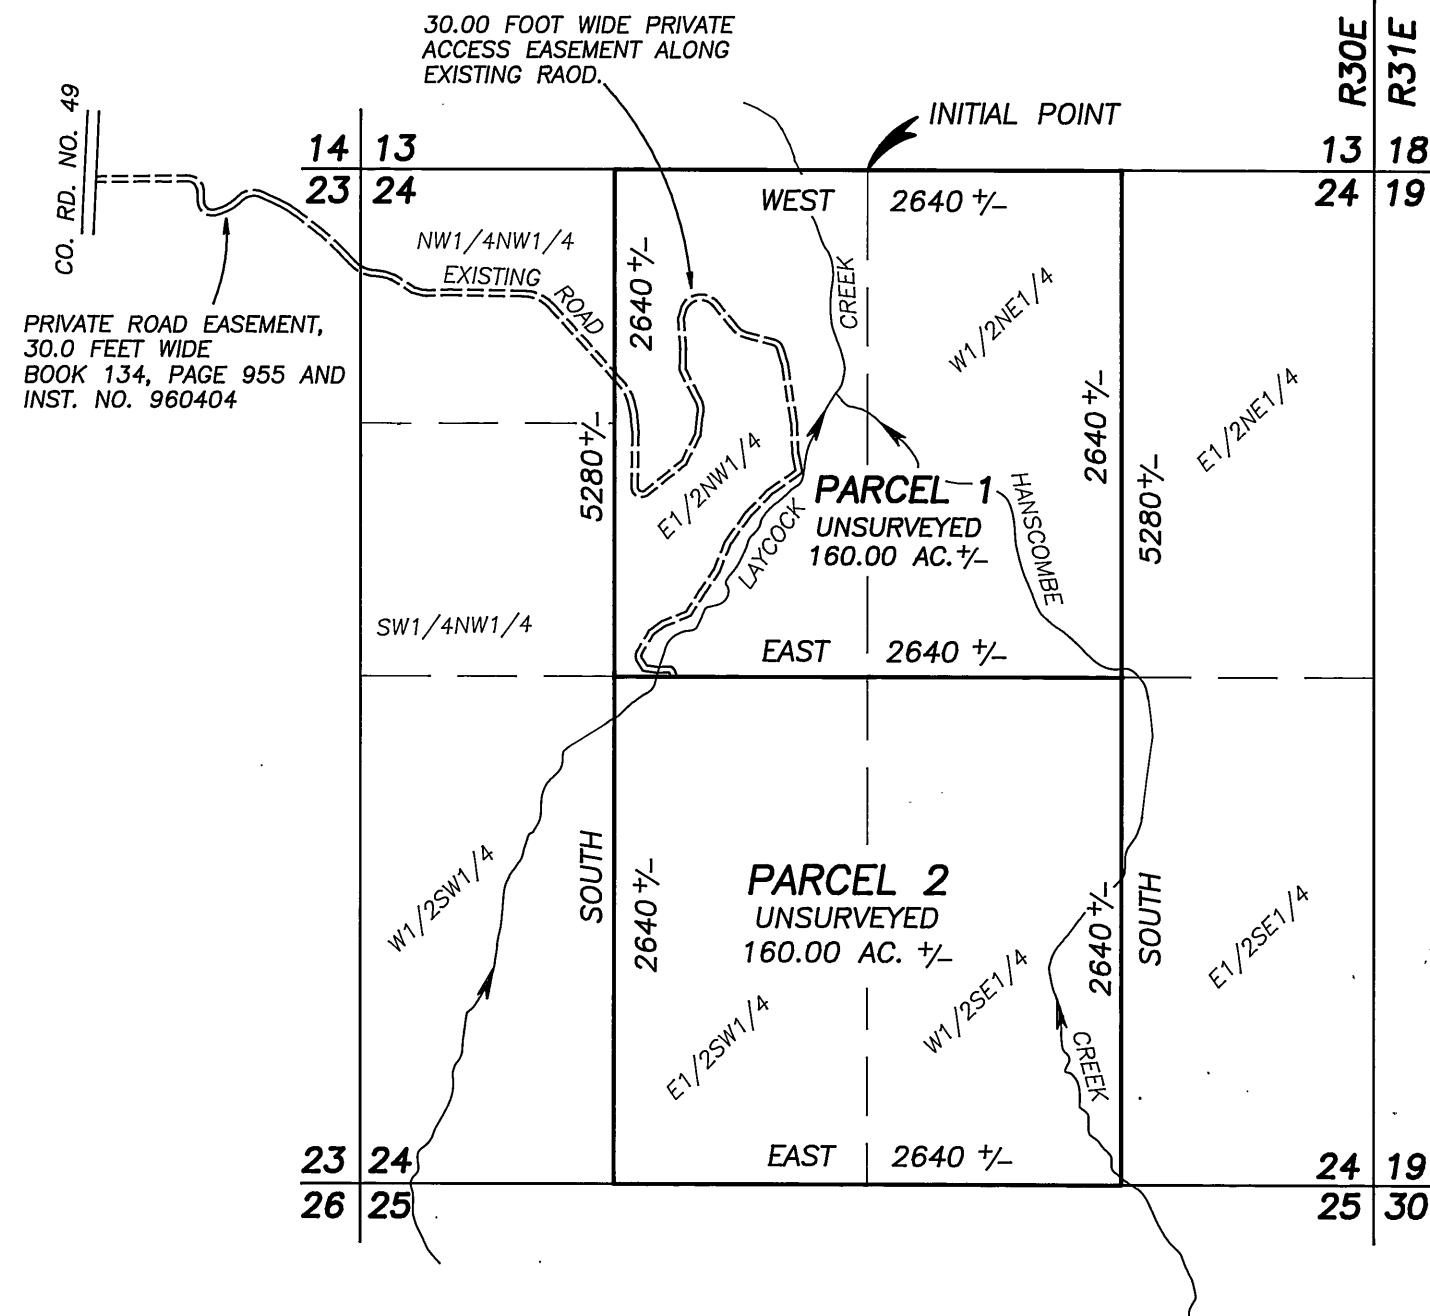 30.00 FOOT WIDE PRIVATE
ACCESS EASEMENT ALONG
EXISTING RAOD.
R30E
R31E
CO. RD. NO. 49
INITIAL POINT
14 13
23 24
13 18
24 19
WEST 2640 +/-
NW1/4NW1/4
EXISTING
ROAD
2640 +/-
CREEK
W1/2NE1/4
PRIVATE ROAD EASEMENT,
30.0 FEET WIDE
BOOK 134, PAGE 955 AND
INST. NO. 960404
2640 +/-
E1/2NE1/4
5280 +/-
E1/2NW1/4
PARCEL 1
UNSURVEYED
160.00 AC. +/-
LAYCOCK
HANSCOMBE
5280 +/-
SW1/4NW1/4
EAST 2640 +/-
SOUTH
2640 +/-
W1/2SW1/4
PARCEL 2
UNSURVEYED
160.00 AC. +/-
2640 +/-
SOUTH
E1/2SE1/4
W1/2SE1/4
E1/2SW1/4
CREEK
EAST 2640 +/-
23 24
26 25
24 19
25 30